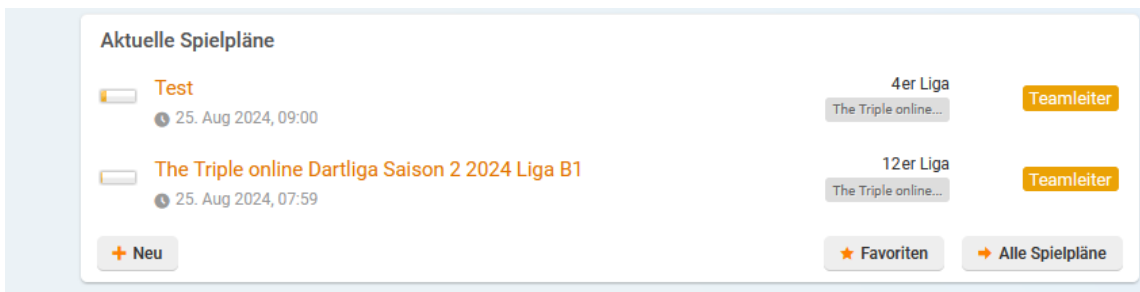 Aktuelle Spielpläne
Test
4er Liga
Teamleiter
25. Aug 2024, 09:00
The Triple online...
The Triple online Dartliga Saison 2 2024 Liga B1
12er Liga
Teamleiter
25. Aug 2024, 07:59
The Triple online...
Neu
Favoriten
Alle Spielpläne